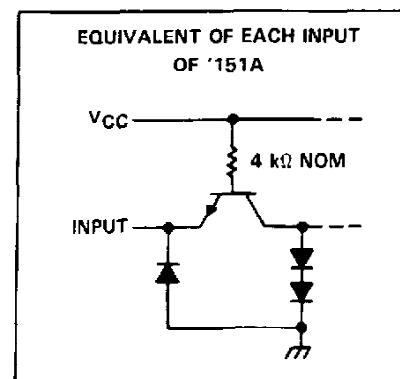 EQUIVALENT OF EACH INPUT
OF '151A
VCC
4 kΩ NOM
INPUT